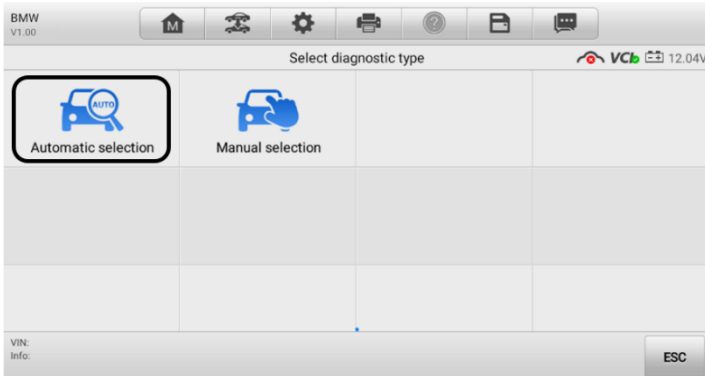 BMW
V1.00
M
Select diagnostic type
VCI
12.04V
AUTO
Automatic selection
Manual selection
VIN:
Info:
ESC